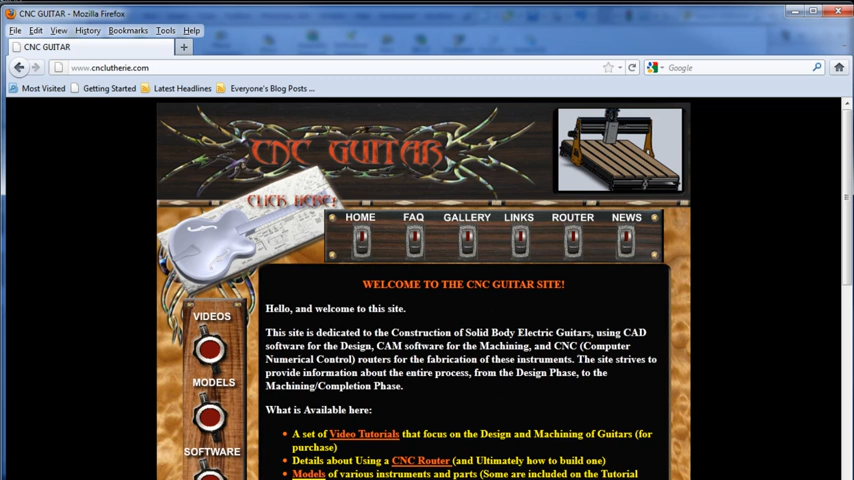 CNC GUITAR - Mozilla Firefox
File Edit View History Bookmarks Tools Help
CNC GUITAR
www.cnclutherie.com
Google
Most Visited Getting Started Latest Headlines Everyone's Blog Posts ...
CNC GUITAR
CLICK HERE!
HOME FAQ GALLERY LINKS ROUTER NEWS
WELCOME TO THE CNC GUITAR SITE!
Hello, and welcome to this site.
VIDEOS
This site is dedicated to the Construction of Solid Body Electric Guitars, using CAD
software for the Design, CAM software for the Machining, and CNC (Computer
Numerical Control) routers for the fabrication of these instruments. The site strives to
provide information about the entire process, from the Design Phase, to the
Machining/Completion Phase.
MODELS
What is Available here:
A set of Video Tutorials that focus on the Design and Machining of Guitars (for
purchase)
SOFTWARE
Details about Using a CNC Router (and Ultimately how to build one)
Models of various instruments and parts (Some are included on the Tutorial